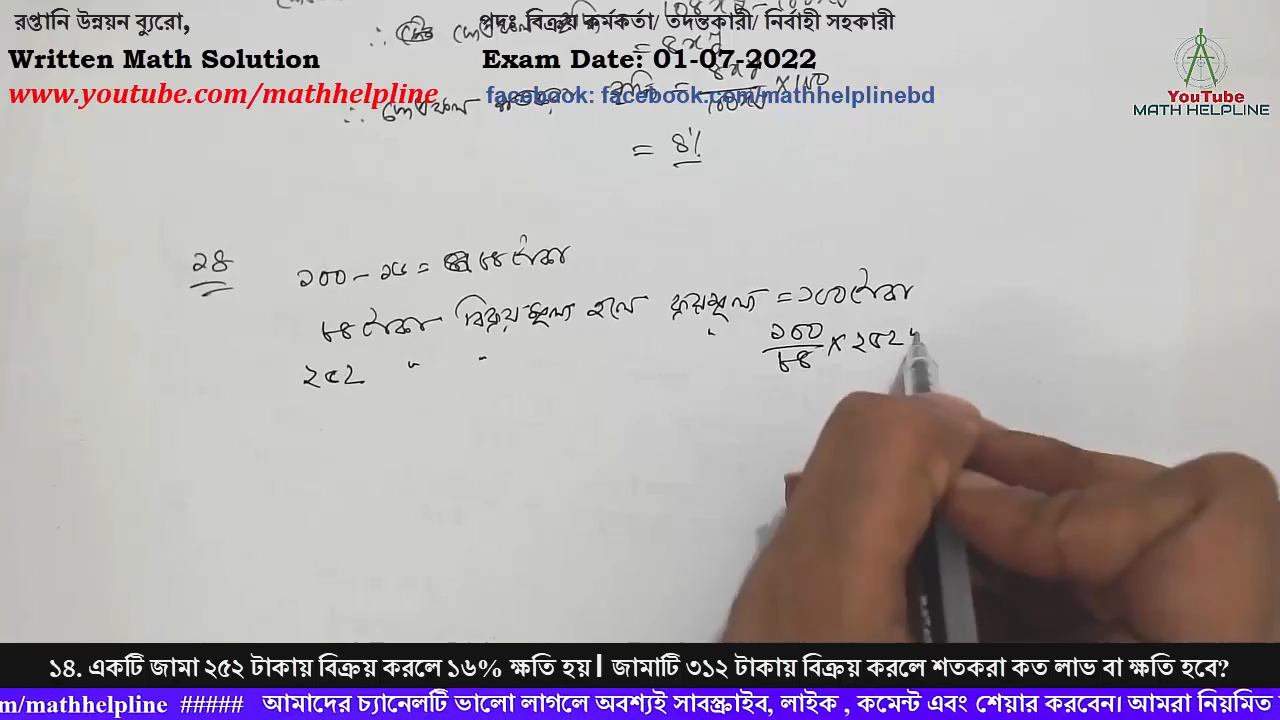 রপ্তানি উন্নয়ন ব্যুরো,
পদঃ বিক্রয় কর্মকর্তা/ তদন্তকারী/ নির্বাহী সহকারী
Written Math Solution
Exam Date: 01-07-2022
www.youtube.com/mathhelpline
facebook: facebook.com/mathhelplinebd
YouTube
MATH HELPLINE
= ৪%
১৪
১০০ - ১৬ = ৮৪ টাকা
৮৪ টাকা বিক্রয়মূল্য হলে ক্রয়মূল্য = ১০০ টাকা
২৫২ " " " ১০০/৮৪ × ২৫২ "
১৪. একটি জামা ২৫২ টাকায় বিক্রয় করলে ১৬% ক্ষতি হয়। জামাটি ৩১২ টাকায় বিক্রয় করলে শতকরা কত লাভ বা ক্ষতি হবে?
m/mathhelpline ##### আমাদের চ্যানেলটি ভালো লাগলে অবশ্যই সাবস্ক্রাইব, লাইক , কমেন্ট এবং শেয়ার করবেন। আমরা নিয়মিত